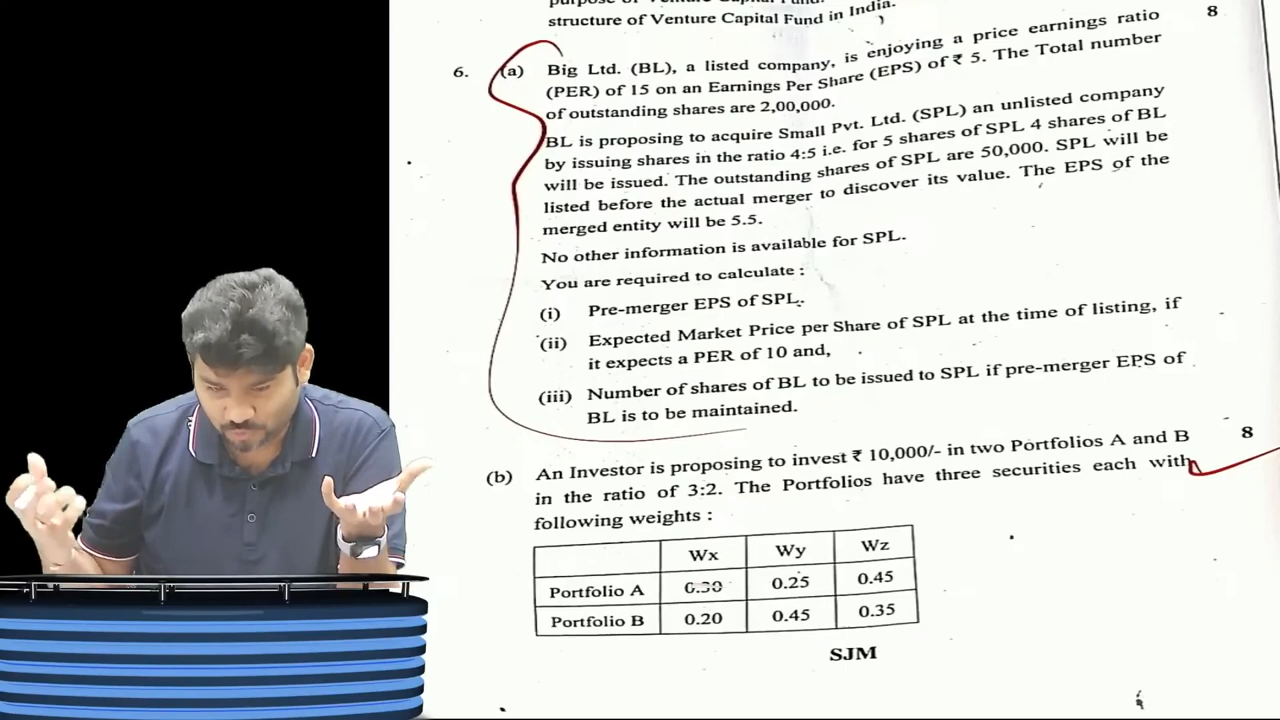 structure of Venture Capital Fund in India.
8
6. (a) Big Ltd. (BL), a listed company, is enjoying a price earnings ratio
(PER) of 15 on an Earnings Per Share (EPS) of ₹ 5. The Total number
of outstanding shares are 2,00,000.
BL is proposing to acquire Small Pvt. Ltd. (SPL) an unlisted company
by issuing shares in the ratio 4:5 i.e. for 5 shares of SPL 4 shares of BL
will be issued. The outstanding shares of SPL are 50,000. SPL will be
listed before the actual merger to discover its value. The EPS of the
merged entity will be 5.5.
No other information is available for SPL.
You are required to calculate :
(i) Pre-merger EPS of SPL.
(ii) Expected Market Price per Share of SPL at the time of listing, if
it expects a PER of 10 and,
(iii) Number of shares of BL to be issued to SPL if pre-merger EPS of
BL is to be maintained.
(b) An Investor is proposing to invest ₹ 10,000/- in two Portfolios A and B
8
in the ratio of 3:2. The Portfolios have three securities each with
following weights :
Wx Wy Wz
Portfolio A 0.30 0.25 0.45
Portfolio B 0.20 0.45 0.35
SJM